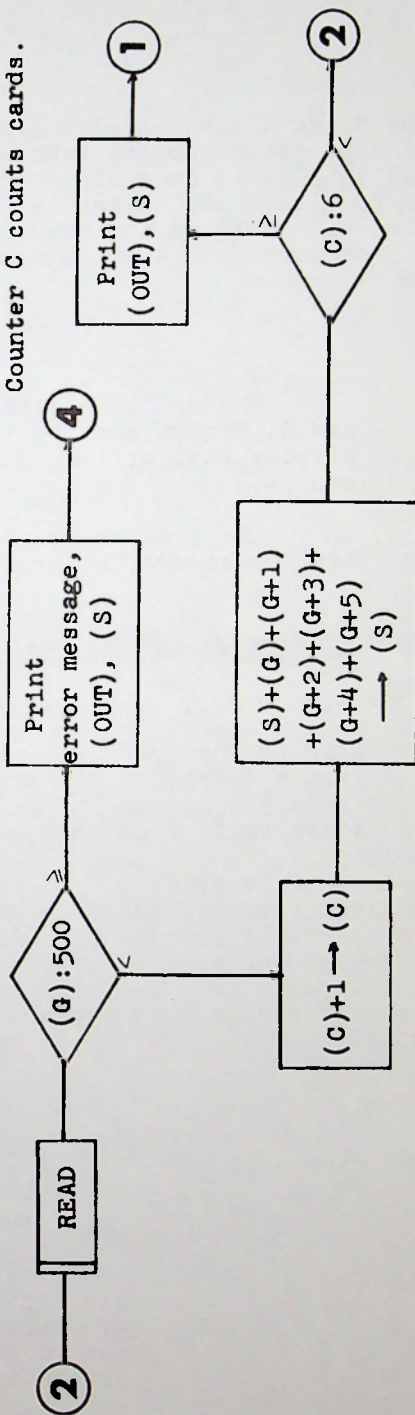 Counter C counts cards.
2
READ
(G):500
≥
<
Print
error message,
(OUT), (S)
4
(C)+1 → (C)
(S)+(G)+(G+1)
+(G+2)+(G+3)+
(G+4)+(G+5)
→ (S)
(C):6
≥
<
Print
(OUT),(S)
1
2